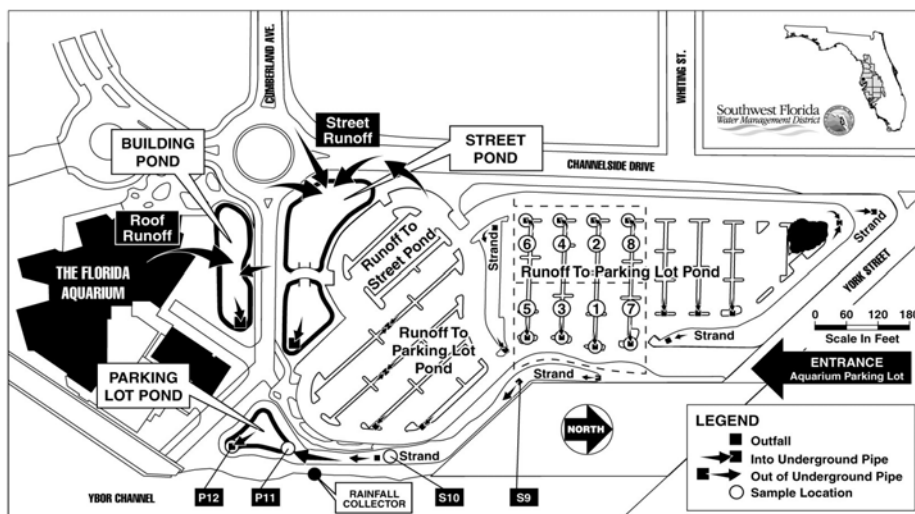 CUMBERLAND AVE.
WHITING ST.
Southwest Florida
Water Management District
Street
Runoff
BUILDING
POND
STREET
POND
CHANNELSIDE DRIVE
Roof
Runoff
THE FLORIDA
AQUARIUM
Runoff To
Street Pond
Strand
6
4
2
8
Runoff To Parking Lot Pond
5
3
1
7
Strand
YORK STREET
Runoff To
Parking Lot
Pond
Strand
0 60 120 180
Scale In Feet
PARKING
LOT POND
Strand
ENTRANCE
Aquarium Parking Lot
NORTH
LEGEND
Outfall
Into Underground Pipe
Out of Underground Pipe
Sample Location
Strand
YBOR CHANNEL
P12
P11
RAINFALL
COLLECTOR
S10
S9